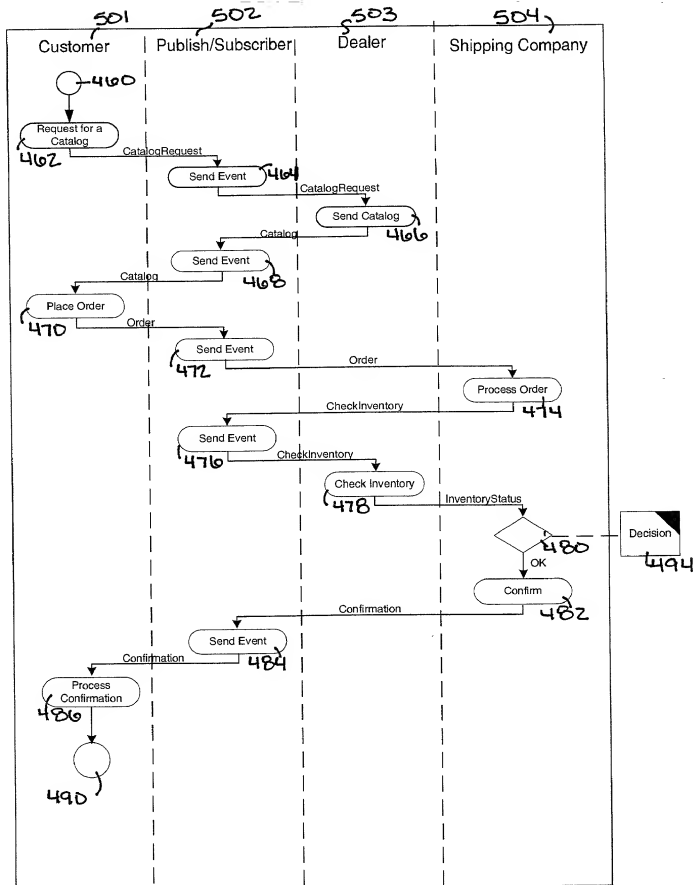 501 502 503 504
Customer Publish/Subscriber Dealer Shipping Company
460
Request for a
Catalog
462
CatalogRequest
Send Event 464
CatalogRequest
Send Catalog
466
Catalog
Send Event
468
Catalog
Place Order
470
Order
Send Event
472
Order
Process Order
474
CheckInventory
Send Event
476
CheckInventory
Check Inventory
478
InventoryStatus
480
Decision
494
OK
Confirm
482
Confirmation
Send Event
484
Confirmation
Process
Confirmation
486
490